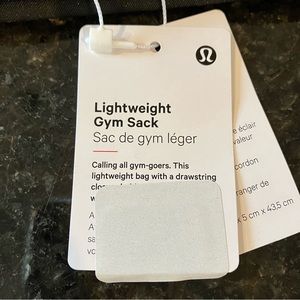 Lightweight
Gym Sack
Sac de gym léger
Calling all gym-goers. This
lightweight bag with a drawstring
e éclair
valeur
cordon
ranger de
5 cm x 43,5 cm